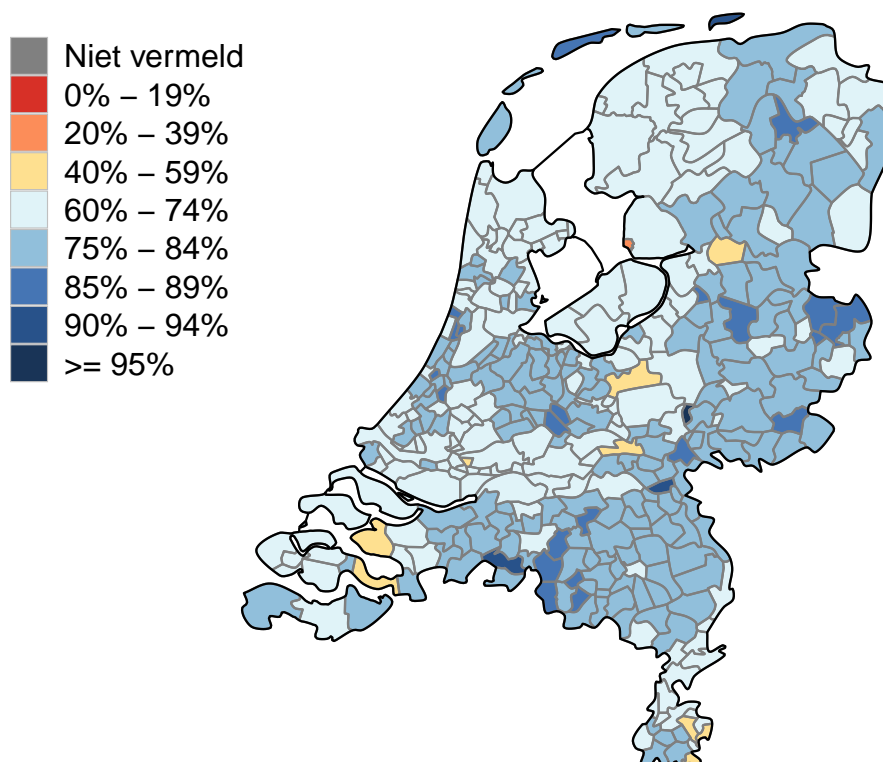 Niet vermeld
0% – 19%
20% – 39%
40% – 59%
60% – 74%
75% – 84%
85% – 89%
90% – 94%
>= 95%